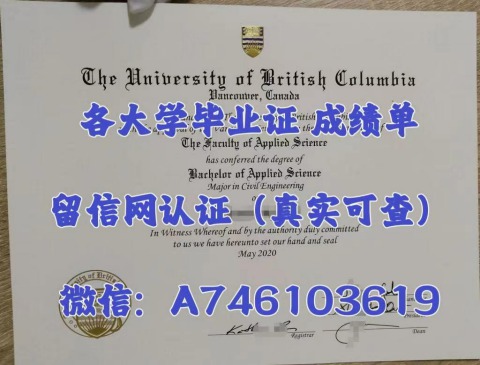 The University of British Columbia
Vancouver, Canada
各大学毕业证 成绩单
The Faculty of Applied Science
has conferred the degree of
Bachelor of Applied Science
Major in Civil Engineering
留信网认证（真实可查）
In Witness Whereof and by the authority duly committed
to us we have hereunto set our hand and seal
May 2020
微信：A746103619
Registrar
Dean